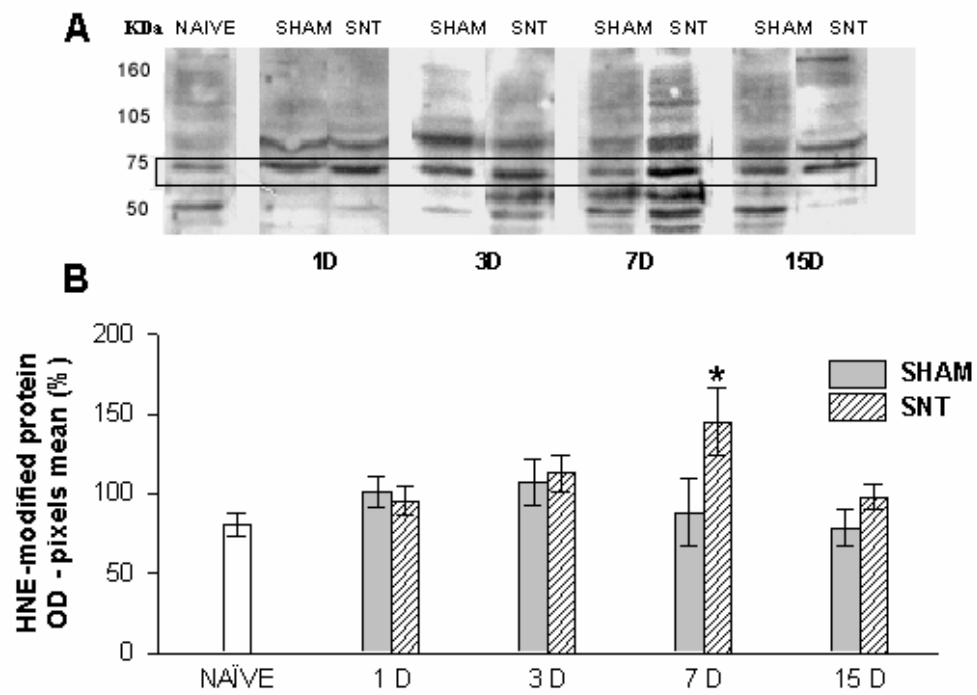 A
KDa NAIVE SHAM SNT SHAM SNT SHAM SNT SHAM SNT
160
105
75
50
1D 3D 7D 15D
B
HNE-modified protein
OD - pixels mean (% )
200
150
100
50
0
*
SHAM
SNT
NAÏVE 1 D 3 D 7 D 15 D